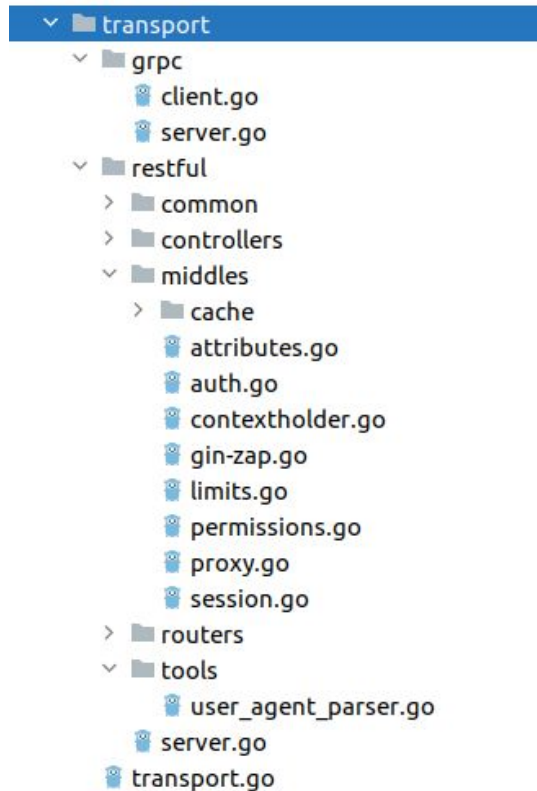 transport
grpc
client.go
server.go
restful
common
controllers
middles
cache
attributes.go
auth.go
contextholder.go
gin-zap.go
limits.go
permissions.go
proxy.go
session.go
routers
tools
user_agent_parser.go
server.go
transport.go